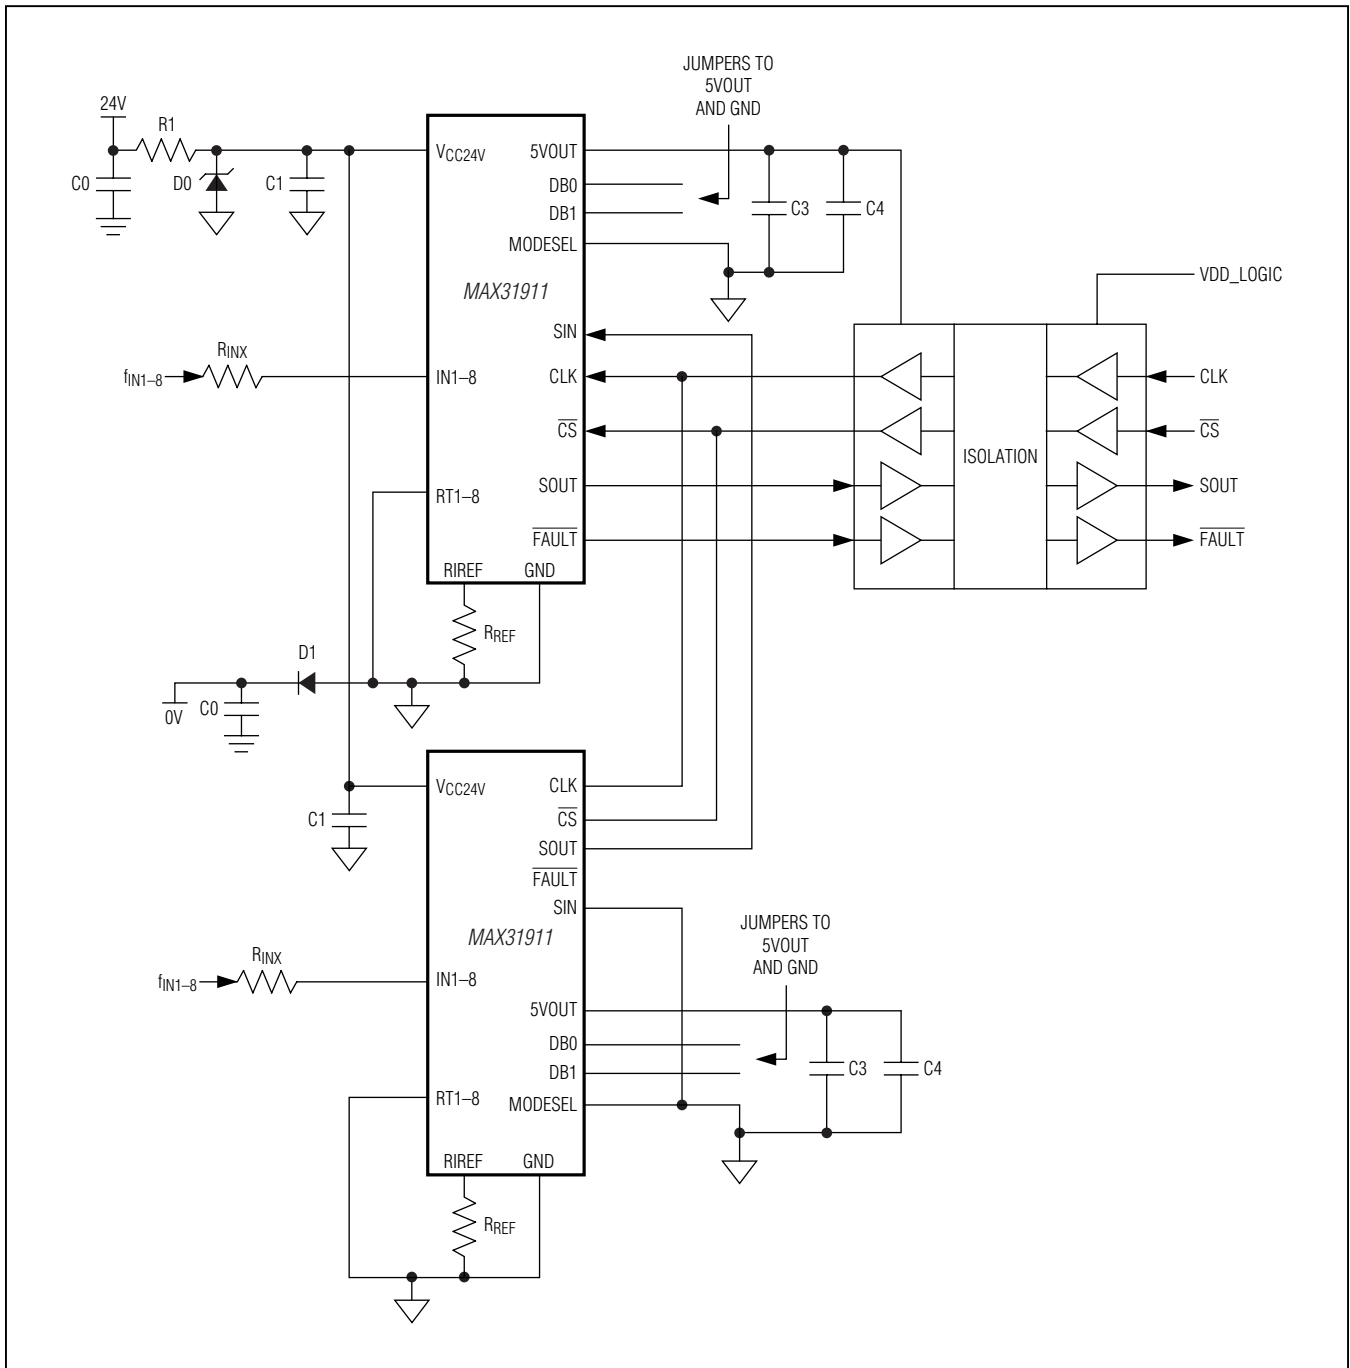 JUMPERS TO
5VOUT
AND GND
24V
R1
C0
D0
C1
VCC24V
5VOUT
DB0
DB1
MODESEL
C3
C4
MAX31911
VDD_LOGIC
SIN
RINX
fIN1–8
IN1–8
CLK
CLK
CS
CS
ISOLATION
RT1–8
SOUT
SOUT
FAULT
FAULT
RIREF
GND
RREF
D1
0V
C0
VCC24V
CLK
C1
CS
SOUT
FAULT
SIN
MAX31911
JUMPERS TO
5VOUT
AND GND
RINX
fIN1–8
IN1–8
5VOUT
DB0
DB1
C3
C4
RT1–8
MODESEL
RIREF
GND
RREF